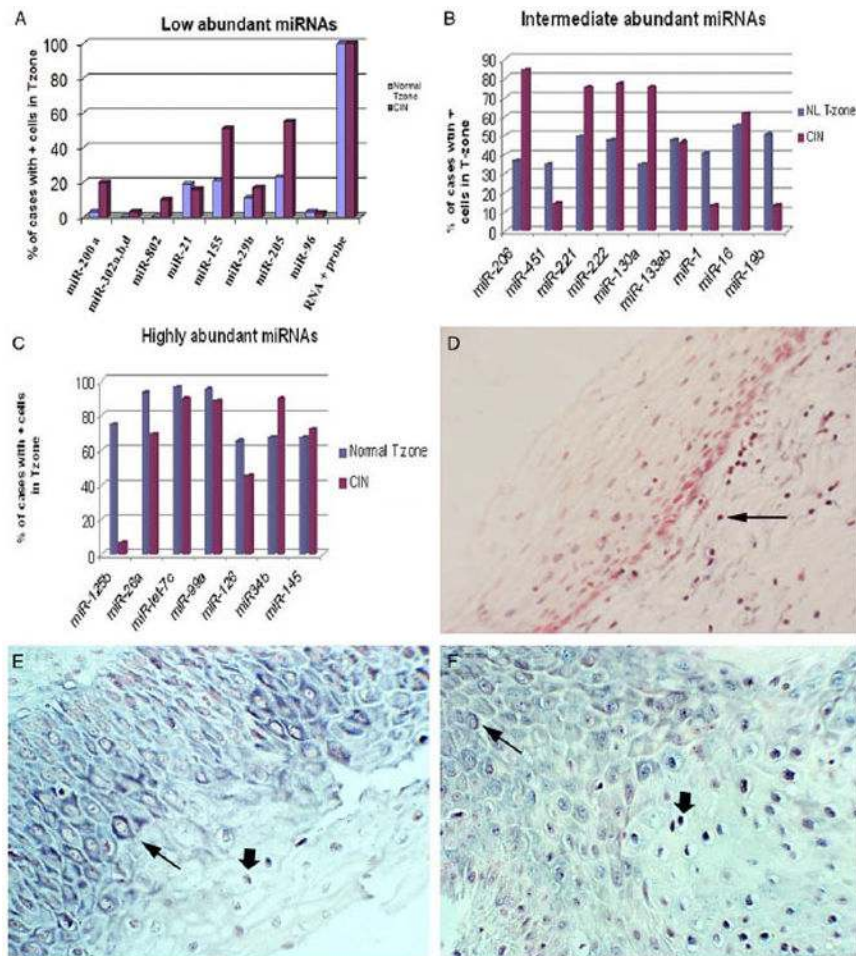 A
Low abundant miRNAs
% of cases with + cells in Tzone
100
80
60
40
20
0
miR-200a
miR-302a,b,d
miR-802
miR-21
miR-155
miR-29b
miR-205
miR-96
RNA + probe
Normal
Tzone
CIN
B
Intermediate abundant miRNAs
% of cases with +
cells in T-zone
90
80
70
60
50
40
30
20
10
0
miR-206
miR-451
miR-221
miR-222
miR-130a
miR-133ab
miR-1
miR-16
miR-19b
NL T-zone
CIN
C
Highly abundant miRNAs
% of cases with + cells
in Tzone
100
80
60
40
20
0
miR-125b
miR-26a
miR-let-7c
miR-99a
miR-126
miR34b
miR-145
Normal Tzone
CIN
D
E
F